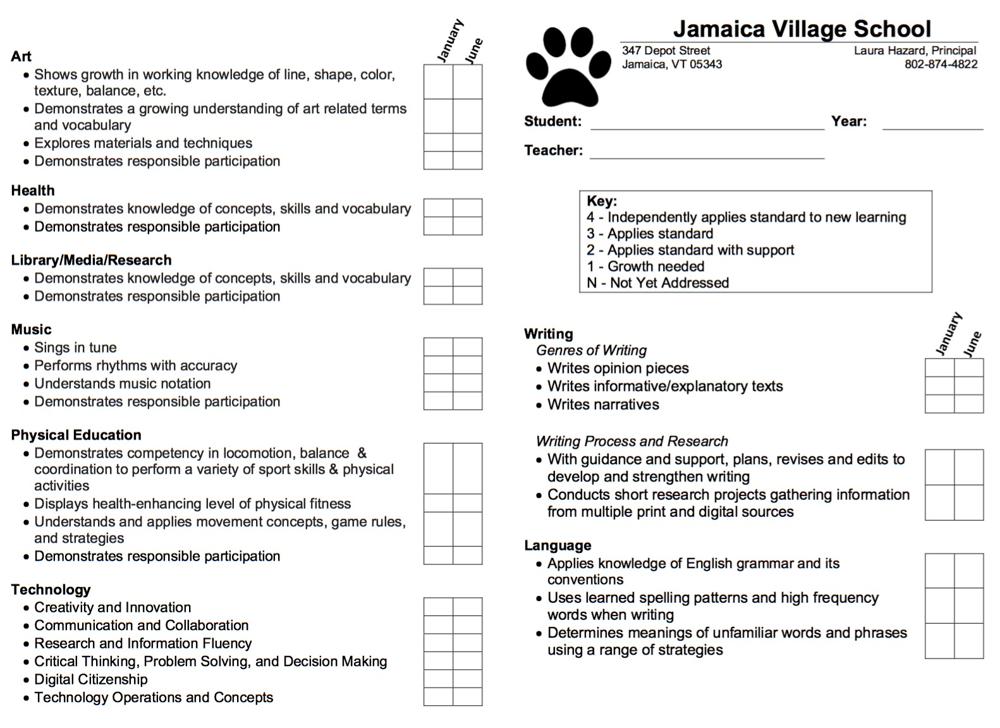 January
June
Art
• Shows growth in working knowledge of line, shape, color,
texture, balance, etc.
• Demonstrates a growing understanding of art related terms
and vocabulary
• Explores materials and techniques
• Demonstrates responsible participation
Health
• Demonstrates knowledge of concepts, skills and vocabulary
• Demonstrates responsible participation
Library/Media/Research
• Demonstrates knowledge of concepts, skills and vocabulary
• Demonstrates responsible participation
Music
• Sings in tune
• Performs rhythms with accuracy
• Understands music notation
• Demonstrates responsible participation
Physical Education
• Demonstrates competency in locomotion, balance &
coordination to perform a variety of sport skills & physical
activities
• Displays health-enhancing level of physical fitness
• Understands and applies movement concepts, game rules,
and strategies
• Demonstrates responsible participation
Technology
• Creativity and Innovation
• Communication and Collaboration
• Research and Information Fluency
• Critical Thinking, Problem Solving, and Decision Making
• Digital Citizenship
• Technology Operations and Concepts
Jamaica Village School
347 Depot Street
Jamaica, VT 05343
Laura Hazard, Principal
802-874-4822
Student:
Year:
Teacher:
Key:
4 - Independently applies standard to new learning
3 - Applies standard
2 - Applies standard with support
1 - Growth needed
N - Not Yet Addressed
January
June
Writing
Genres of Writing
• Writes opinion pieces
• Writes informative/explanatory texts
• Writes narratives
Writing Process and Research
• With guidance and support, plans, revises and edits to
develop and strengthen writing
• Conducts short research projects gathering information
from multiple print and digital sources
Language
• Applies knowledge of English grammar and its
conventions
• Uses learned spelling patterns and high frequency
words when writing
• Determines meanings of unfamiliar words and phrases
using a range of strategies